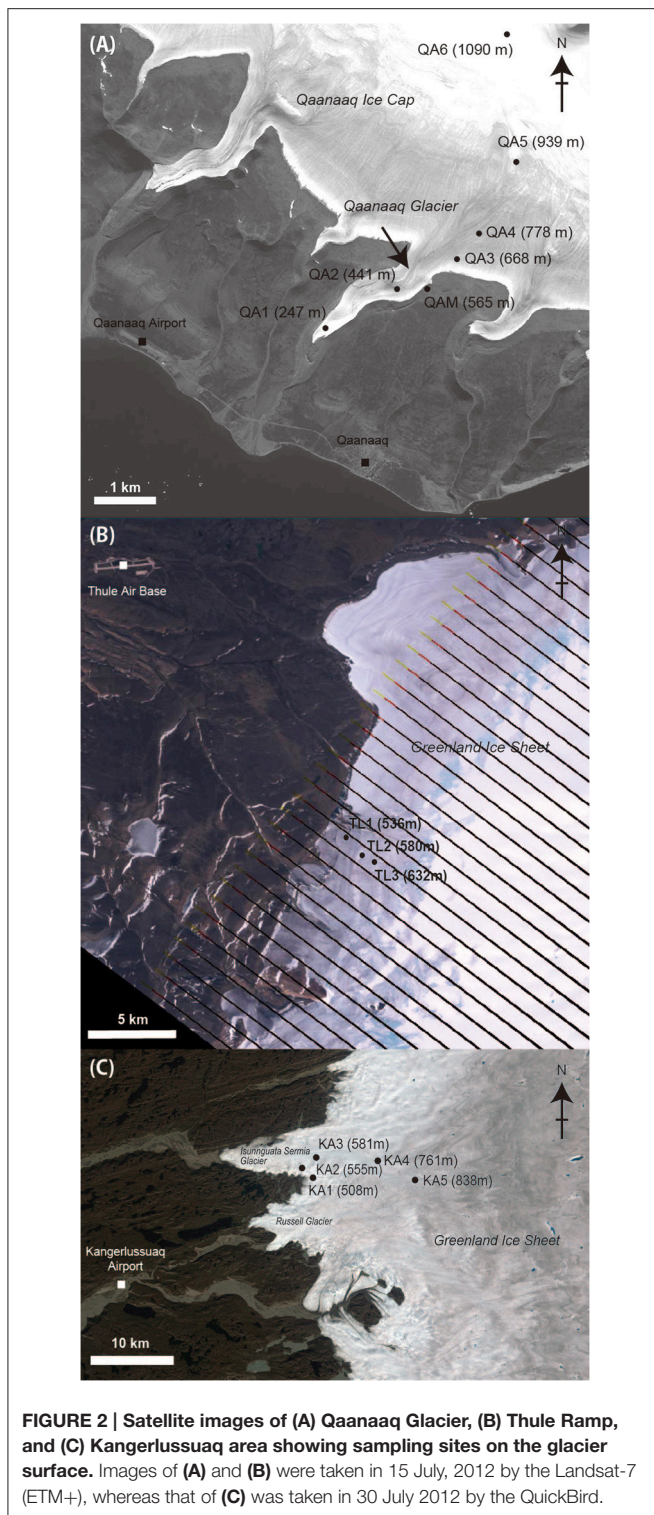 (A)
QA6 (1090 m)
N
Qaanaaq Ice Cap
QA5 (939 m)
Qaanaaq Glacier
QA4 (778 m)
QA3 (668 m)
QA2 (441 m)
QAM (565 m)
QA1 (247 m)
Qaanaaq Airport
Qaanaaq
1 km
(B)
N
Thule Air Base
Greenland Ice Sheet
TL1 (536m)
TL2 (580m)
TL3 (632m)
5 km
(C)
N
Isunnguata Sermia
Glacier
KA3 (581m)
KA4 (761m)
KA2 (555m)
KA5 (838m)
KA1 (508m)
Russell Glacier
Greenland Ice Sheet
Kangerlussuaq
Airport
10 km
FIGURE 2 | Satellite images of (A) Qaanaaq Glacier, (B) Thule Ramp,
and (C) Kangerlussuaq area showing sampling sites on the glacier
surface. Images of (A) and (B) were taken in 15 July, 2012 by the Landsat-7
(ETM+), whereas that of (C) was taken in 30 July 2012 by the QuickBird.